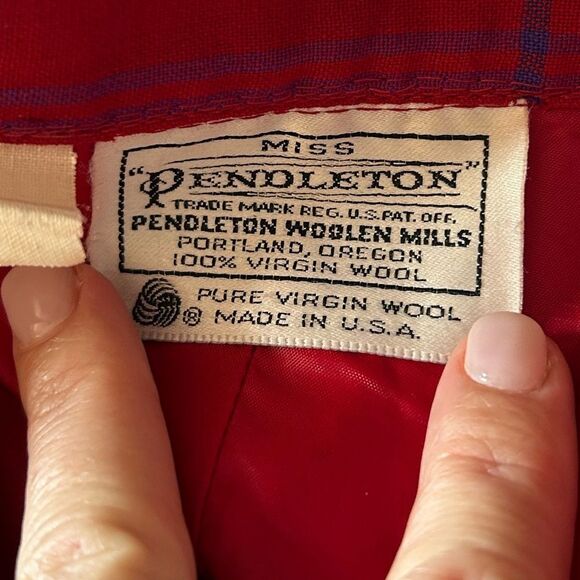 MISS
"PENDLETON"
TRADE MARK REG. U.S. PAT. OFF.
PENDLETON WOOLEN MILLS
PORTLAND, OREGON
100% VIRGIN WOOL
PURE VIRGIN WOOL
® MADE IN U.S.A.